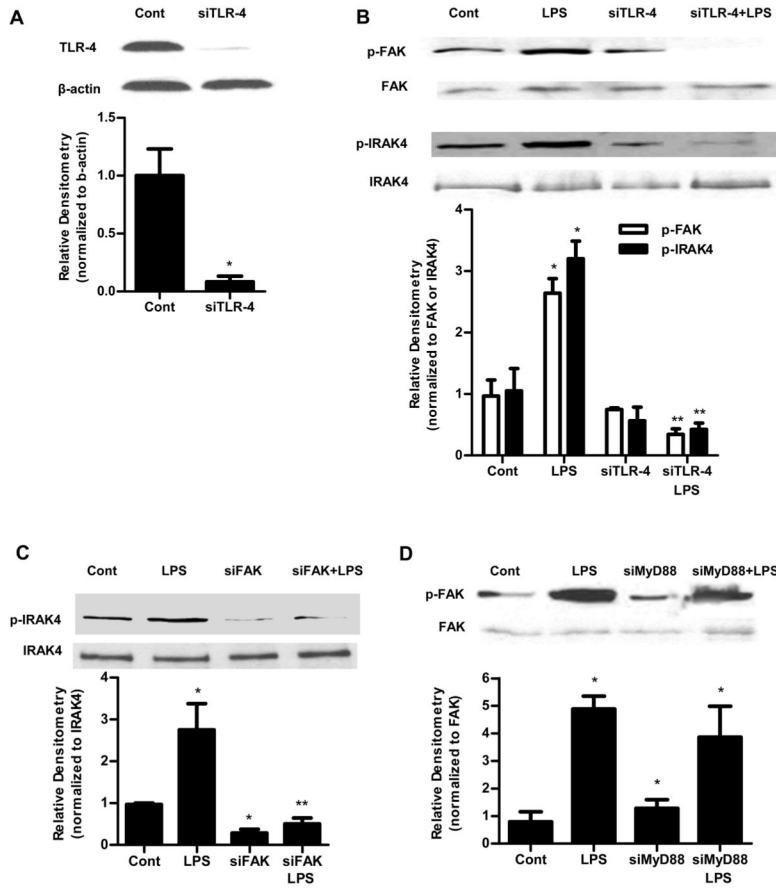 A
Cont siTLR-4
TLR-4
β-actin
Relative Densitometry
(normalized to b-actin)
1.5
1.0
0.5
0.0
*
Cont siTLR-4
B
Cont LPS siTLR-4 siTLR-4+LPS
p-FAK
FAK
p-IRAK4
IRAK4
Relative Densitometry
(normalized to FAK or IRAK4)
4
3
2
1
0
p-FAK
p-IRAK4
* *
** **
Cont LPS siTLR-4 siTLR-4
LPS
C
Cont LPS siFAK siFAK+LPS
p-IRAK4
IRAK4
Relative Densitometry
(normalized to IRAK4)
4
3
2
1
0
*
* **
Cont LPS siFAK siFAK
LPS
D
Cont LPS siMyD88 siMyD88+LPS
p-FAK
FAK
Relative Densitometry
(normalized to FAK)
6
5
4
3
2
1
0
* * *
Cont LPS siMyD88 siMyD88
LPS